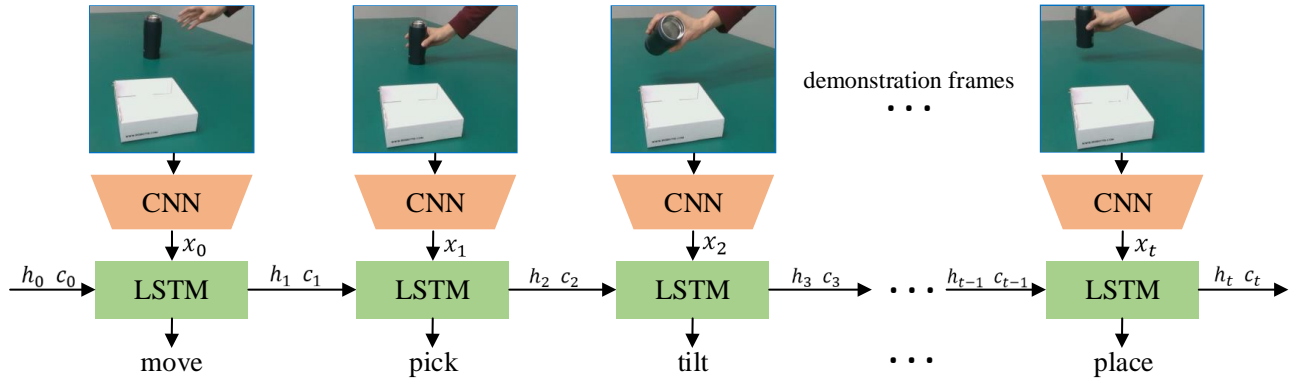 demonstration frames
. . .
CNN CNN CNN CNN
x₀ x₁ x₂ xₜ
h₀ c₀ LSTM h₁ c₁ LSTM h₂ c₂ LSTM h₃ c₃ . . . hₜ₋₁ cₜ₋₁ LSTM hₜ cₜ
move pick tilt . . . place